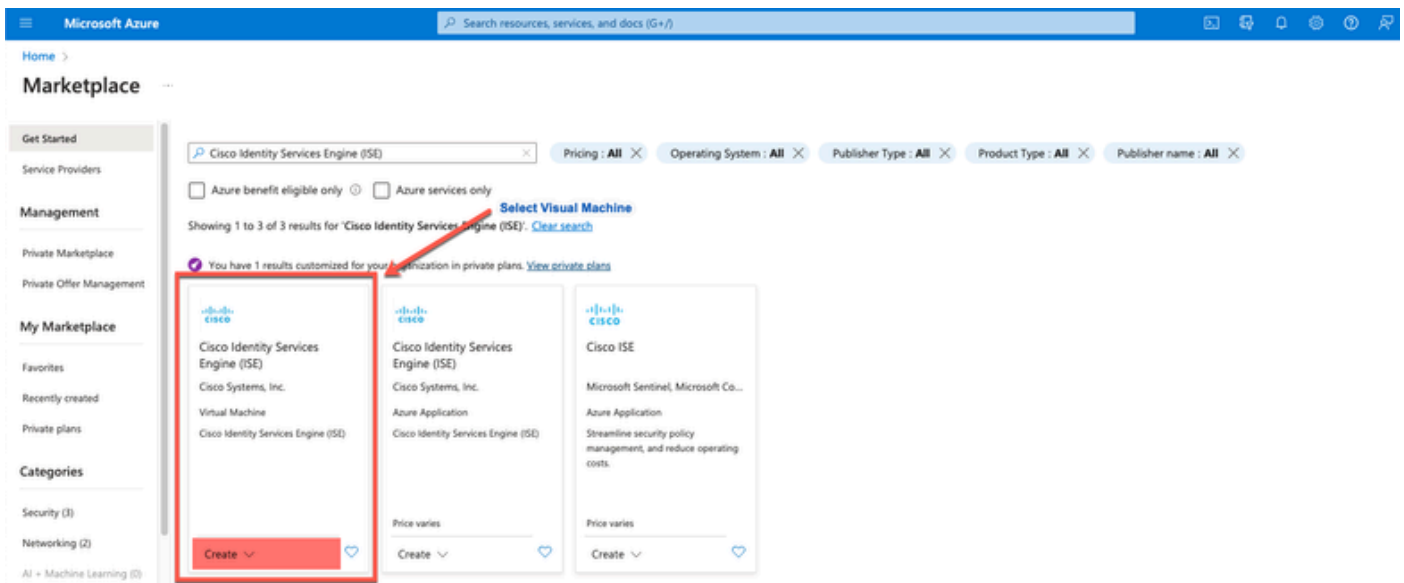 Microsoft Azure
Search resources, services, and docs (G+/)
Home >
Marketplace ...
Get Started
Service Providers
Management
Private Marketplace
Private Offer Management
My Marketplace
Favorites
Recently created
Private plans
Categories
Security (3)
Networking (2)
AI + Machine Learning (0)
Cisco Identity Services Engine (ISE)
Pricing : All
Operating System : All
Publisher Type : All
Product Type : All
Publisher name : All
Azure benefit eligible only
Azure services only
Select Visual Machine
Showing 1 to 3 of 3 results for 'Cisco Identity Services Engine (ISE)'. Clear search
You have 1 results customized for your organization in private plans. View private plans
CISCO
Cisco Identity Services
Engine (ISE)
Cisco Systems, Inc.
Virtual Machine
Cisco Identity Services Engine (ISE)
Create
CISCO
Cisco Identity Services
Engine (ISE)
Cisco Systems, Inc.
Azure Application
Cisco Identity Services Engine (ISE)
Price varies
Create
CISCO
Cisco ISE
Microsoft Sentinel, Microsoft Co...
Azure Application
Streamline security policy
management, and reduce operating
costs.
Price varies
Create